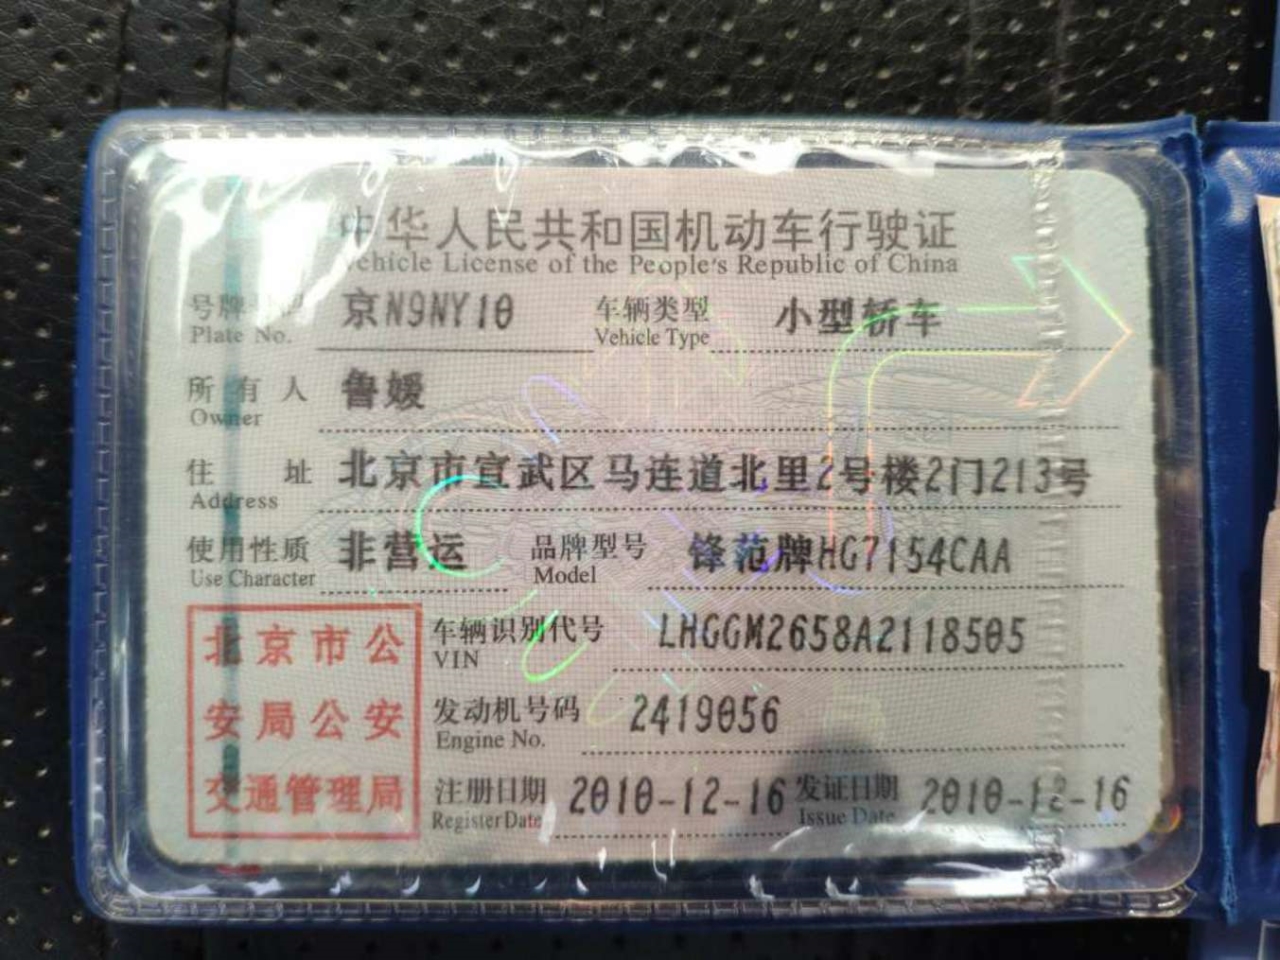 中华人民共和国机动车行驶证
Vehicle License of the People's Republic of China
号牌号码 京N9NY10 车辆类型 小型轿车
Plate No. Vehicle Type
所有人 鲁媛
Owner
住址 北京市宣武区马连道北里2号楼2门213号
Address
使用性质 非营运 品牌型号 锋范牌HG7154CAA
Use Character Model
北京市公
安局公安
交通管理局
车辆识别代号 LHGGM2658A2118505
VIN
发动机号码 2419056
Engine No.
注册日期 2010-12-16 发证日期 2010-12-16
Register Date Issue Date